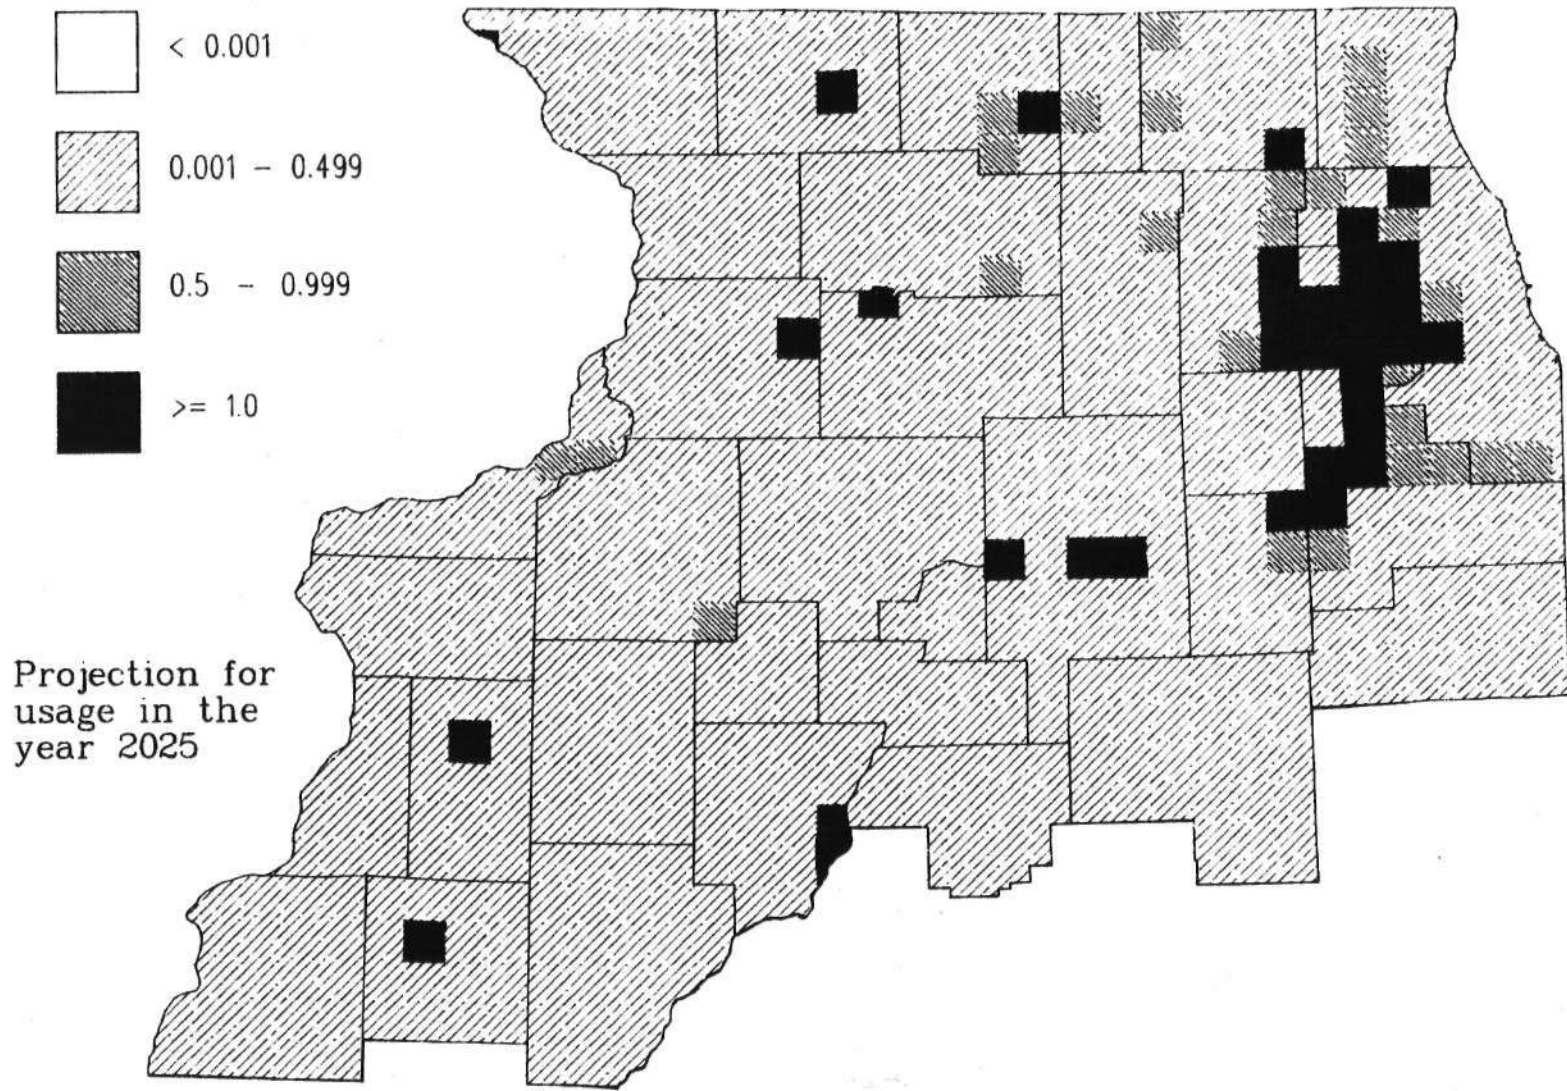 < 0.001
0.001 - 0.499
0.5 - 0.999
>= 1.0
Projection for
usage in the
year 2025